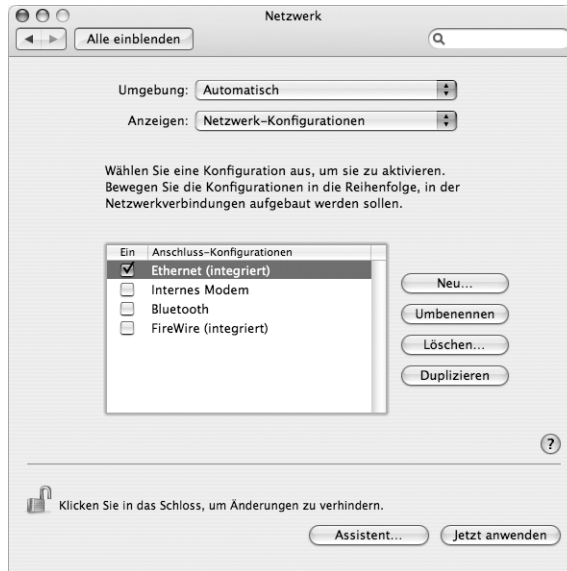 Netzwerk
Alle einblenden
Umgebung: Automatisch
Anzeigen: Netzwerk-Konfigurationen
Wählen Sie eine Konfiguration aus, um sie zu aktivieren.
Bewegen Sie die Konfigurationen in die Reihenfolge, in der
Netzwerkverbindungen aufgebaut werden sollen.
Ein Anschluss-Konfigurationen
Ethernet (integriert)
Internes Modem
Bluetooth
FireWire (integriert)
Neu...
Umbenennen
Löschen...
Duplizieren
?
Klicken Sie in das Schloss, um Änderungen zu verhindern.
Assistent... Jetzt anwenden